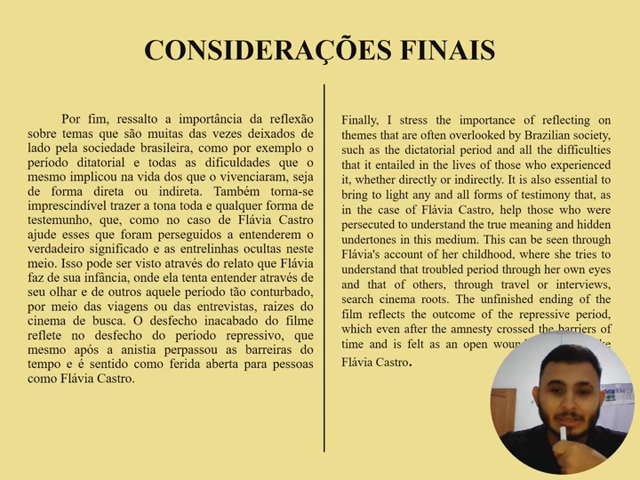 CONSIDERAÇÕES FINAIS
Por fim, ressalto a importância da reflexão
sobre temas que são muitas das vezes deixados de
lado pela sociedade brasileira, como por exemplo o
período ditatorial e todas as dificuldades que o
mesmo implicou na vida dos que o vivenciaram, seja
de forma direta ou indireta. Também torna-se
imprescindível trazer a tona toda e qualquer forma de
testemunho, que, como no caso de Flávia Castro
ajude esses que foram perseguidos a entenderem o
verdadeiro significado e as entrelinhas ocultas neste
meio. Isso pode ser visto através do relato que Flávia
faz de sua infância, onde ela tenta entender através de
seu olhar e de outros aquele período tão conturbado,
por meio das viagens ou das entrevistas, raizes do
cinema de busca. O desfecho inacabado do filme
reflete no desfecho do período repressivo, que
mesmo após a anistia perpassou as barreiras do
tempo e é sentido como ferida aberta para pessoas
como Flávia Castro.
Finally, I stress the importance of reflecting on
themes that are often overlooked by Brazilian society,
such as the dictatorial period and all the difficulties
that it entailed in the lives of those who experienced
it, whether directly or indirectly. It is also essential to
bring to light any and all forms of testimony that, as
in the case of Flávia Castro, help those who were
persecuted to understand the true meaning and hidden
undertones in this medium. This can be seen through
Flávia's account of her childhood, where she tries to
understand that troubled period through her own eyes
and that of others, through travel or interviews,
search cinema roots. The unfinished ending of the
film reflects the outcome of the repressive period,
which even after the amnesty crossed the barriers of
time and is felt as an open
Flávia Castro.